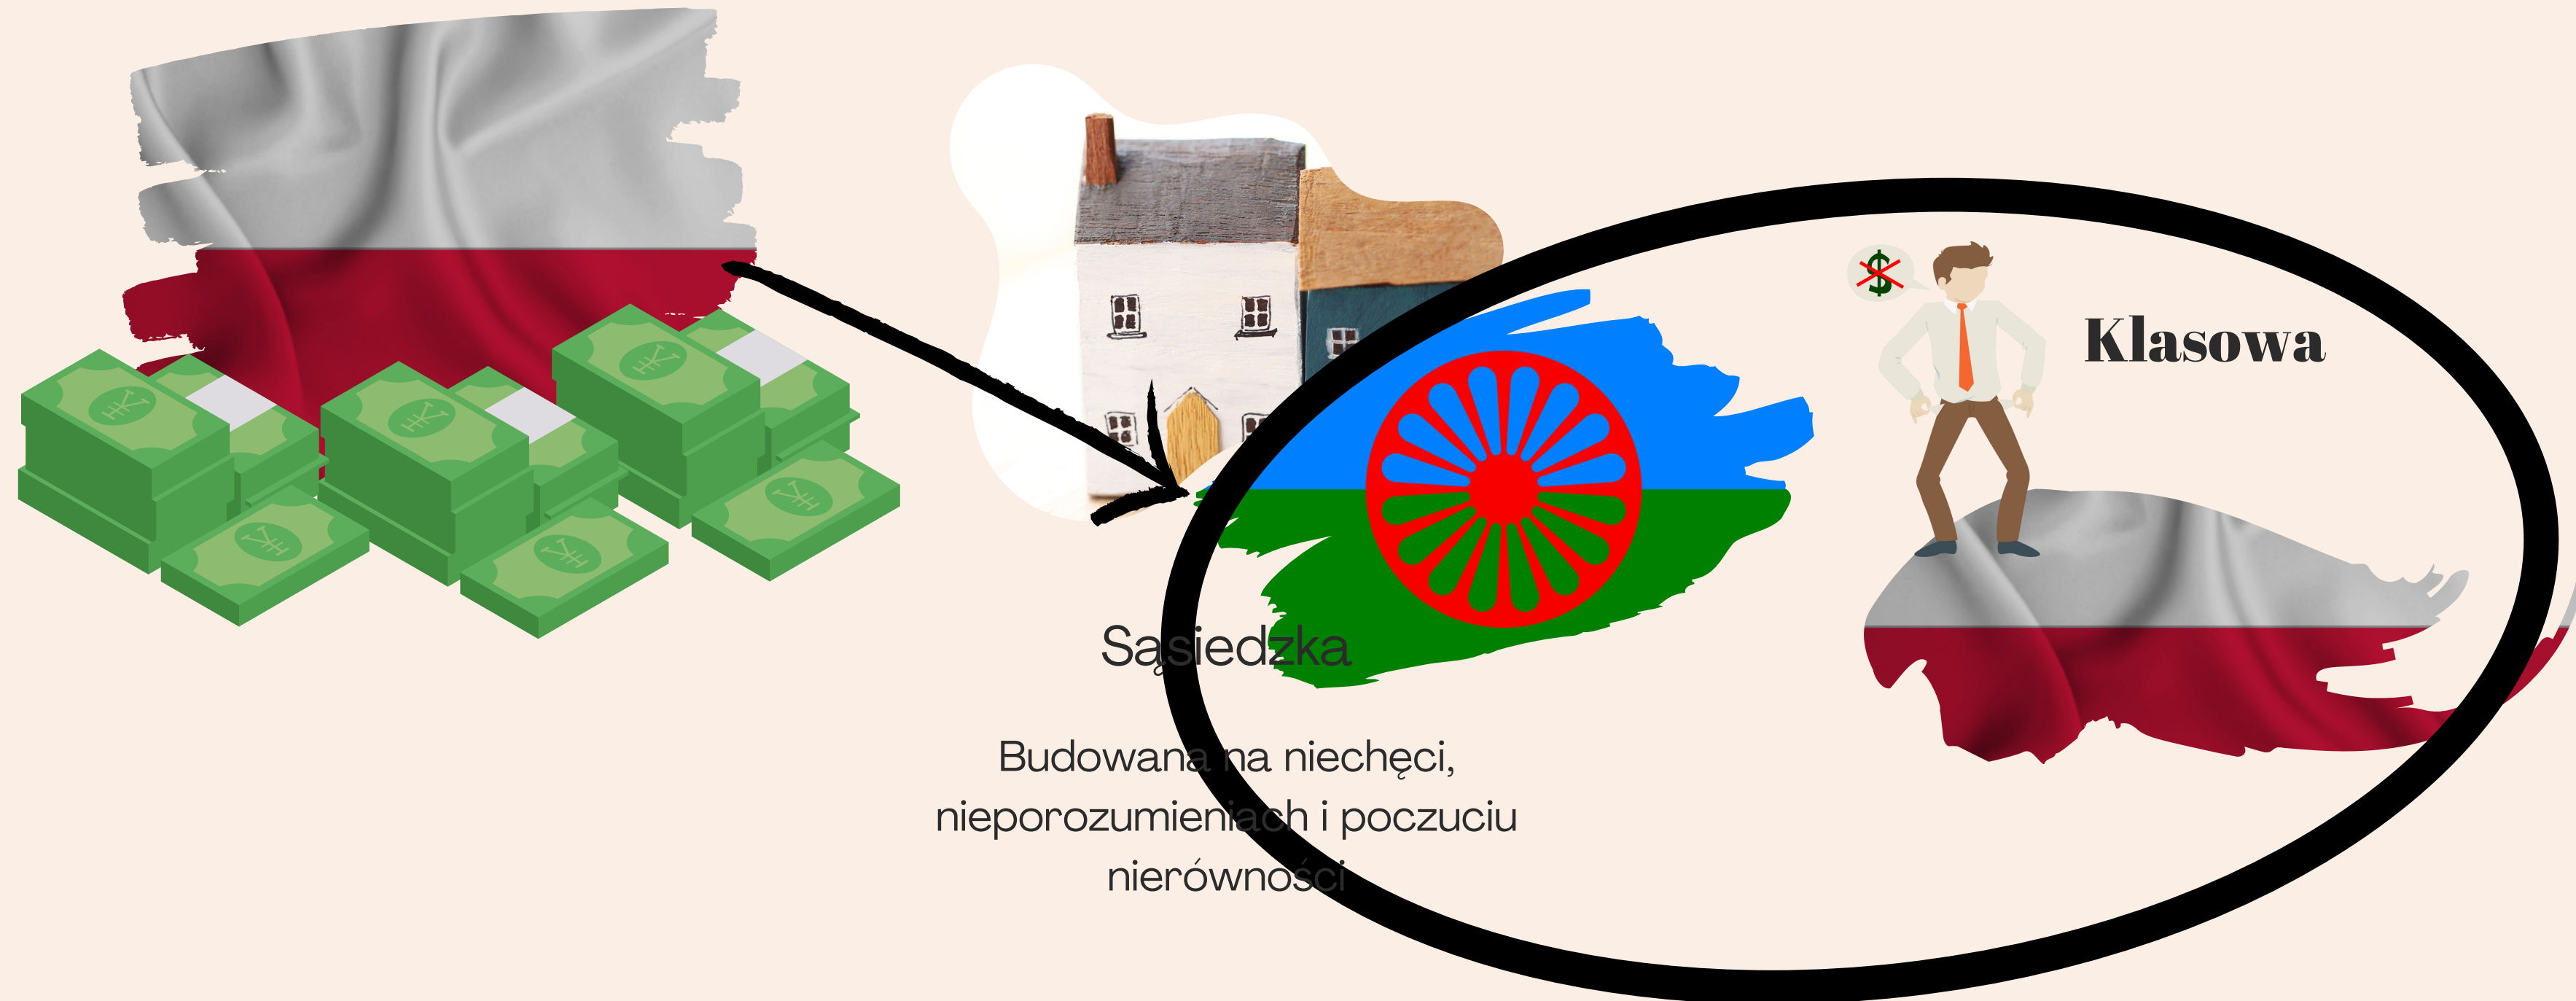 $
Klasowa
Sąsiedzka
Budowana na niechęci,
nieporozumieniach i poczuciu
nierówności